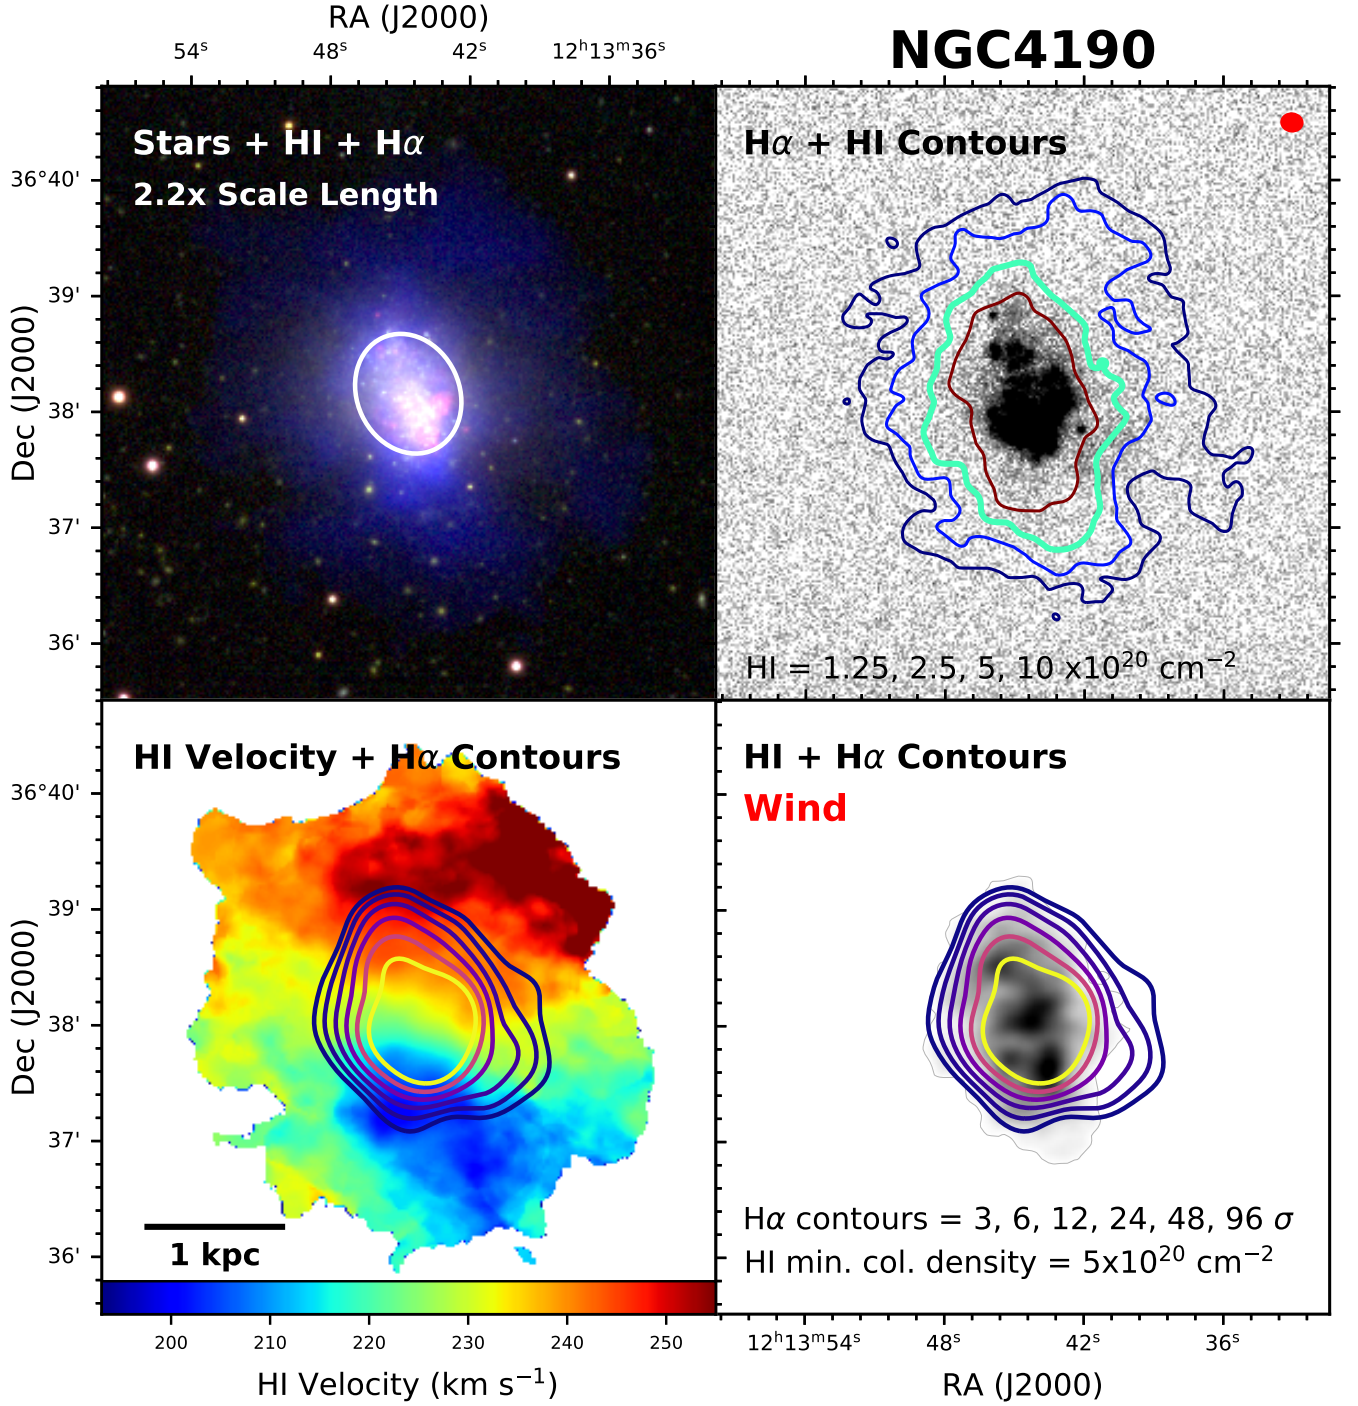 RA (J2000)
54ˢ 48ˢ 42ˢ 12ʰ13ᵐ36ˢ
NGC4190
Stars + HI + Hα
2.2x Scale Length
Hα + HI Contours
36°40'
39'
38'
37'
36'
Dec (J2000)
HI = 1.25, 2.5, 5, 10 x10²⁰ cm⁻²
HI Velocity + Hα Contours
HI + Hα Contours
Wind
36°40'
39'
38'
37'
36'
Dec (J2000)
1 kpc
Hα contours = 3, 6, 12, 24, 48, 96 σ
HI min. col. density = 5x10²⁰ cm⁻²
200 210 220 230 240 250
HI Velocity (km s⁻¹)
12ʰ13ᵐ54ˢ 48ˢ 42ˢ 36ˢ
RA (J2000)